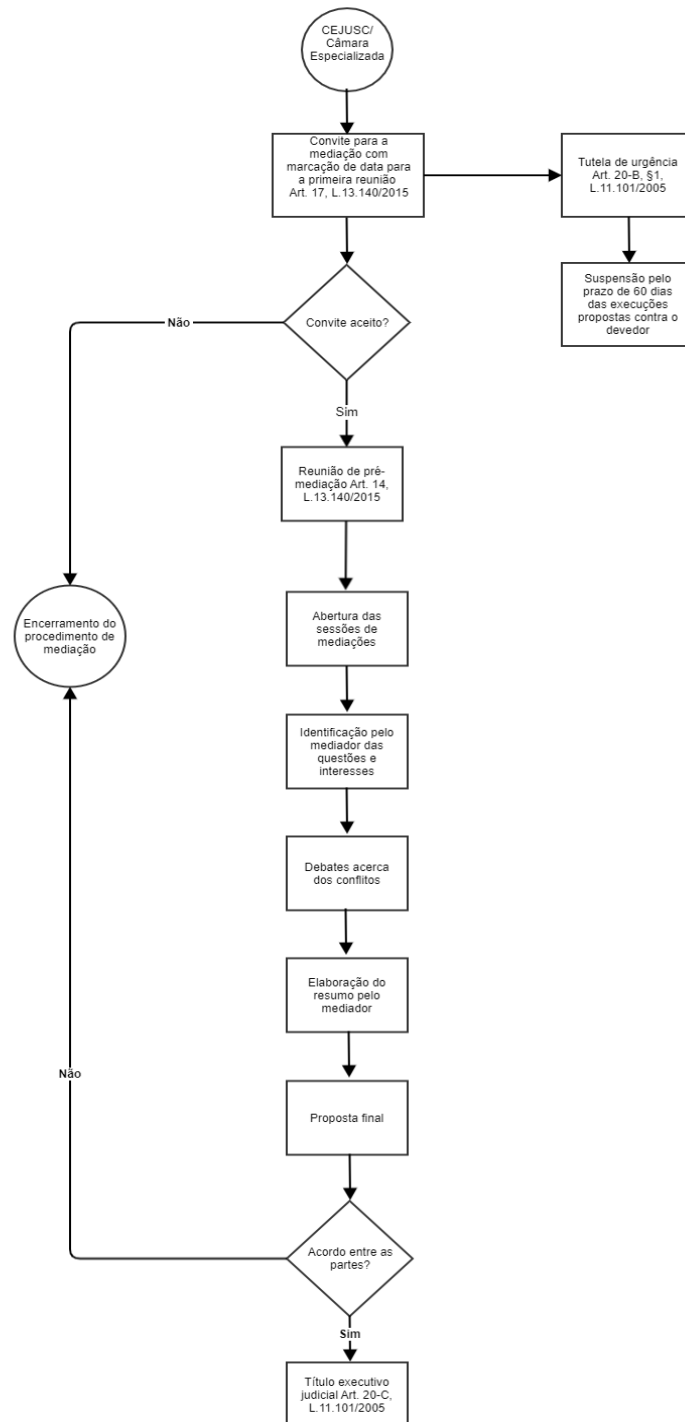 CEJUSC/
Câmara
Especializada
Convite para a
mediação com
marcação de data para
a primeira reunião
Art. 17, L.13.140/2015
Tutela de urgência
Art. 20-B, §1,
L.11.101/2005
Suspensão pelo
prazo de 60 dias
das execuções
propostas contra o
devedor
Convite aceito?
Não
Sim
Reunião de pré-
mediação Art. 14,
L.13.140/2015
Encerramento do
procedimento de
mediação
Abertura das
sessões de
mediações
Identificação pelo
mediador das
questões e
interesses
Debates acerca
dos conflitos
Elaboração do
resumo pelo
mediador
Não
Proposta final
Acordo entre as
partes?
Sim
Título executivo
judicial Art. 20-C,
L.11.101/2005